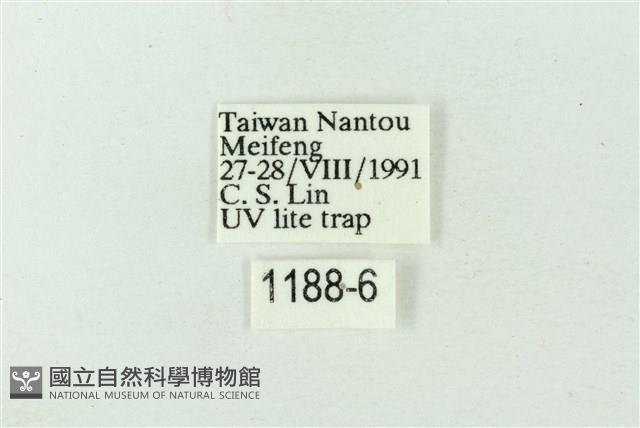 Taiwan Nantou
Meifeng
27-28/VIII/1991
C. S. Lin
UV lite trap
1188-6
國立自然科學博物館
NATIONAL MUSEUM OF NATURAL SCIENCE